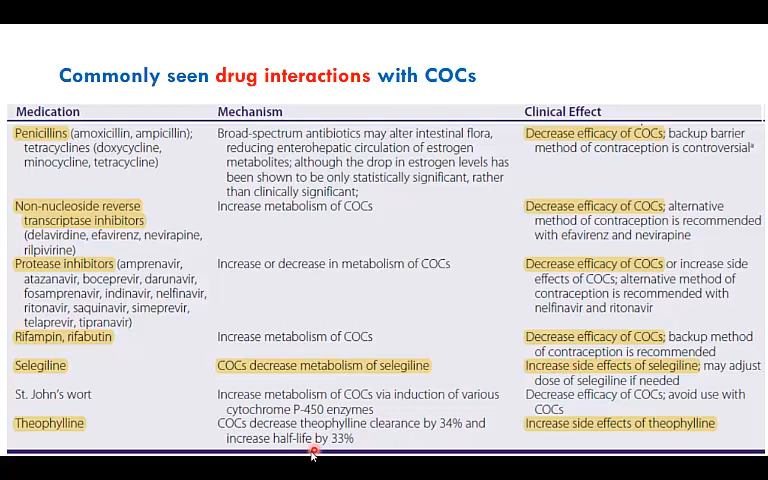 Commonly seen drug interactions with COCs
Medication Mechanism Clinical Effect
Penicillins (amoxicillin, ampicillin); Broad-spectrum antibiotics may alter intestinal flora, Decrease efficacy of COCs; backup barrier
tetracyclines (doxycycline, reducing enterohepatic circulation of estrogen method of contraception is controversialª
minocycline, tetracycline) metabolites; although the drop in estrogen levels has
been shown to be only statistically significant, rather
than clinically significant;
Non-nucleoside reverse Increase metabolism of COCs Decrease efficacy of COCs; alternative
transcriptase inhibitors method of contraception is recommended
(delavirdine, efavirenz, nevirapine, with efavirenz and nevirapine
rilpivirine)
Protease inhibitors (amprenavir, Increase or decrease in metabolism of COCs Decrease efficacy of COCs or increase side
atazanavir, boceprevir, darunavir, effects of COCs; alternative method of
fosamprenavir, indinavir, nelfinavir, contraception is recommended with
ritonavir, saquinavir, simeprevir, nelfinavir and ritonavir
telaprevir, tipranavir)
Rifampin, rifabutin Increase metabolism of COCs Decrease efficacy of COCs; backup method
of contraception is recommended
Selegiline COCs decrease metabolism of selegiline Increase side effects of selegiline; may adjust
dose of selegiline if needed
St. John's wort Increase metabolism of COCs via induction of various Decrease efficacy of COCs; avoid use with
cytochrome P-450 enzymes COCs
Theophylline COCs decrease theophylline clearance by 34% and Increase side effects of theophylline
increase half-life by 33%